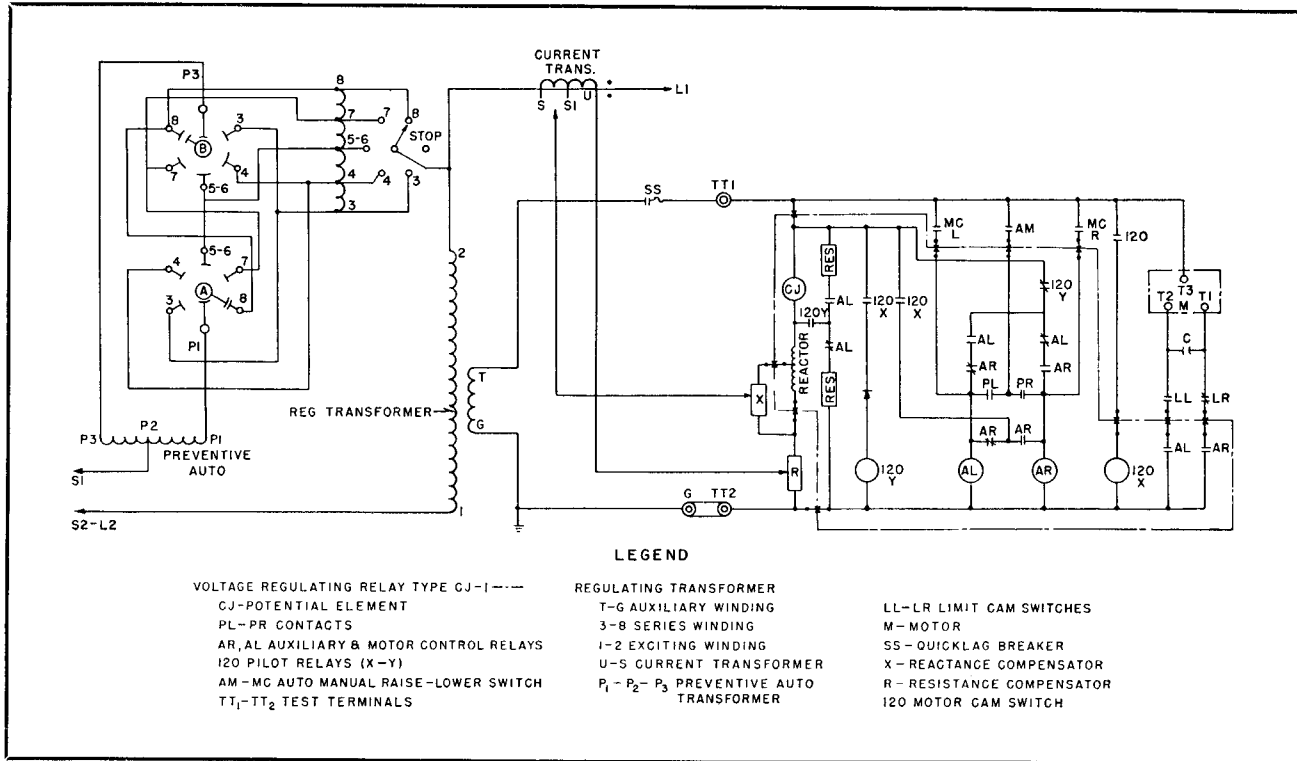 CURRENT
TRANS.
P3
8
U
S
S1
L1
8
3
B
7
4
5-6
7
7
8
STOP
5-6
4
4
3
3
5-6
4
7
A
3
8
P1
SS
TT1
2
MC
L
AM
MC
R
120
RES
CJ
AL
120Y
120
X
120
X
120
Y
T3
T2
M
T1
AL
AL
AL
C
REACTOR
AR
AR
T
RES
X
PL
PR
LL
LR
REG TRANSFORMER
G
AR
AR
AL
AR
P3
P2
P1
PREVENTIVE
AUTO
R
120
Y
AL
AR
120
X
S1
G
TT2
S2-L2
1
LEGEND
VOLTAGE REGULATING RELAY TYPE CJ-1 -·-·-
CJ-POTENTIAL ELEMENT
PL-PR CONTACTS
AR, AL AUXILIARY & MOTOR CONTROL RELAYS
120 PILOT RELAYS (X-Y)
AM-MC AUTO MANUAL RAISE-LOWER SWITCH
TT1-TT2 TEST TERMINALS
REGULATING TRANSFORMER
T-G AUXILIARY WINDING
3-8 SERIES WINDING
1-2 EXCITING WINDING
U-S CURRENT TRANSFORMER
P1-P2-P3 PREVENTIVE AUTO
TRANSFORMER
LL-LR LIMIT CAM SWITCHES
M-MOTOR
SS-QUICKLAG BREAKER
X-REACTANCE COMPENSATOR
R-RESISTANCE COMPENSATOR
120 MOTOR CAM SWITCH